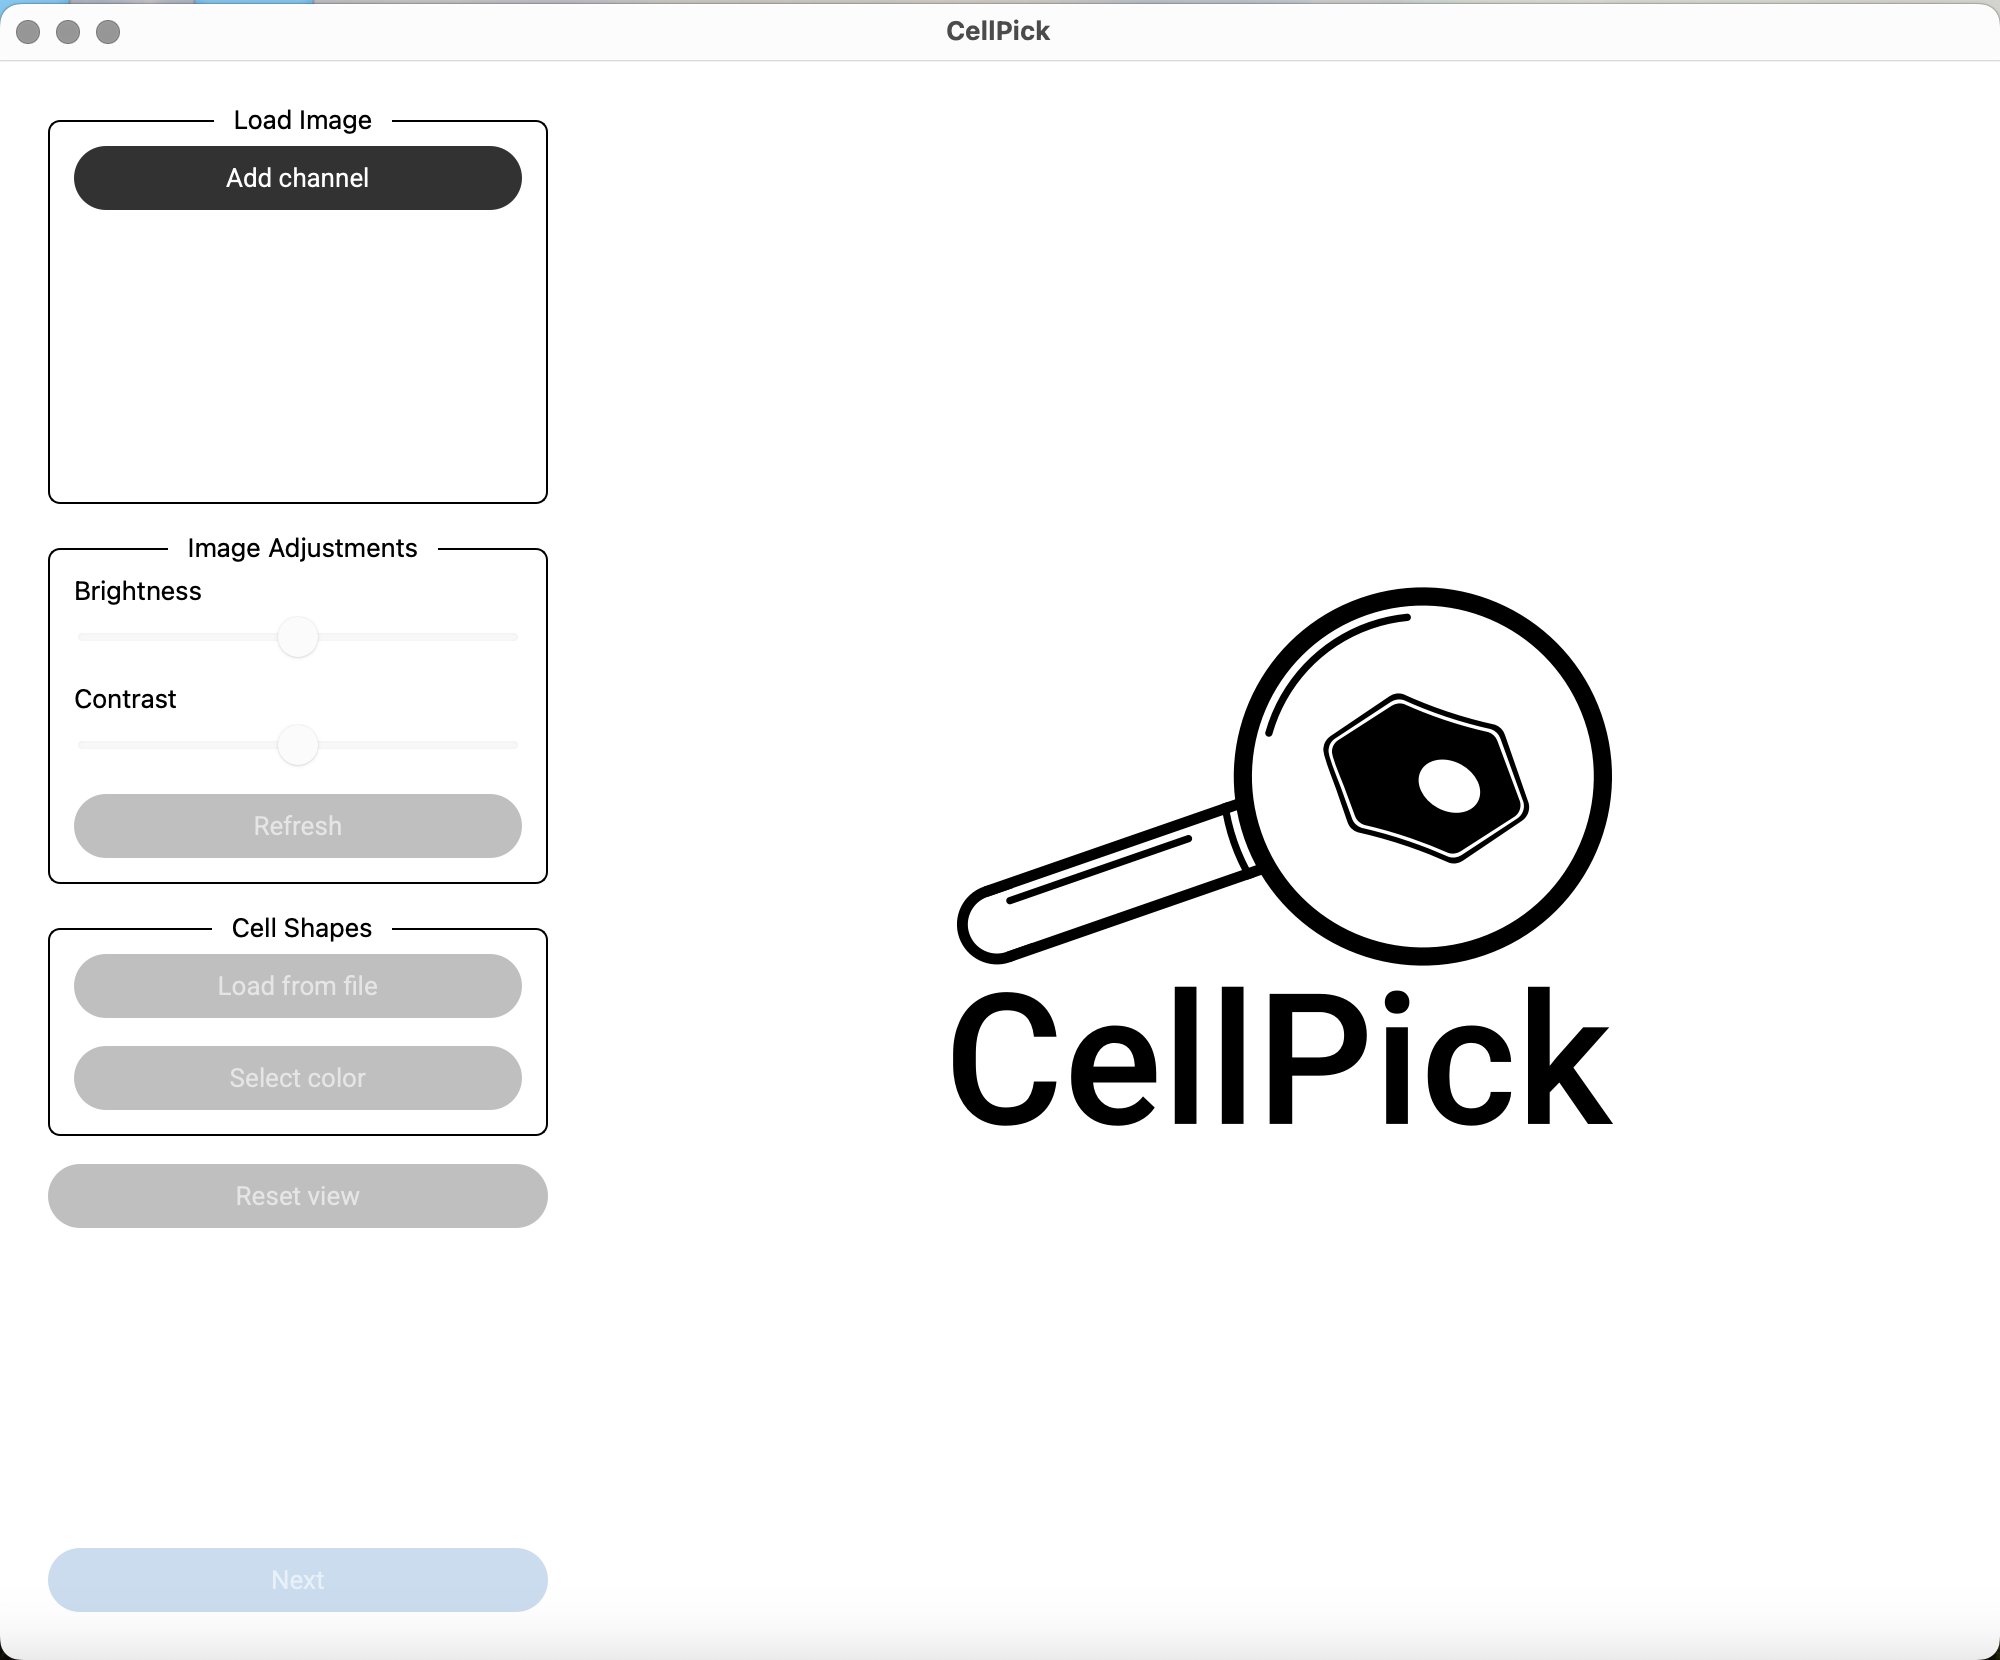 CellPick
Load Image
Add channel
Image Adjustments
Brightness
Contrast
Refresh
Cell Shapes
Load from file
Select color
Reset view
Next
CellPick